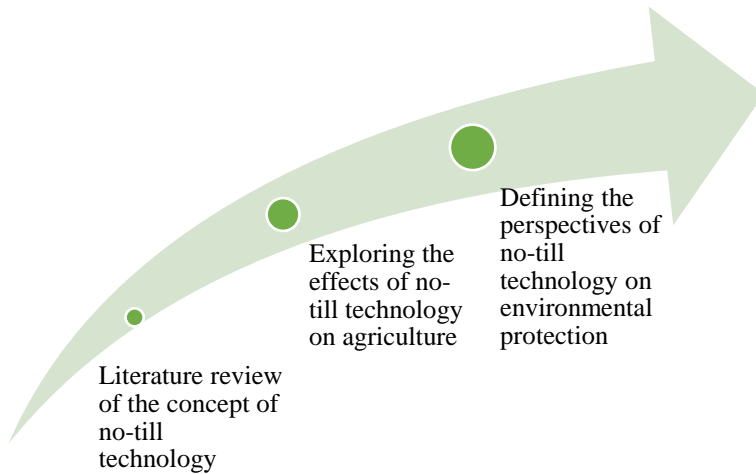 Literature review
of the concept of
no-till
technology
Exploring the
effects of no-
till technology
on agriculture
Defining the
perspectives of
no-till
technology on
environmental
protection